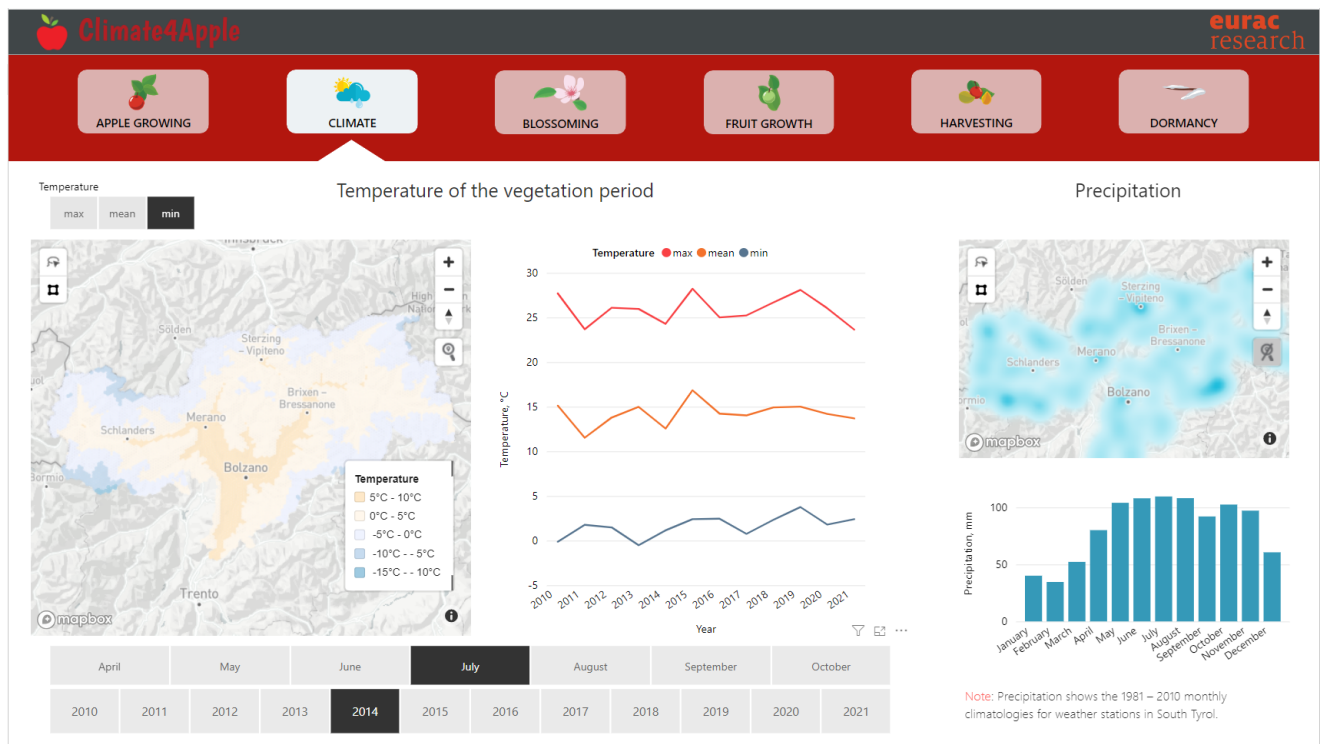 Climate4Apple
eurac
research
APPLE GROWING
CLIMATE
BLOSSOMING
FRUIT GROWTH
HARVESTING
DORMANCY
Temperature
max mean min
Temperature of the vegetation period
Precipitation
Sölden
Sterzing
– Vipiteno
Brixen –
Bressanone
Merano
Schlanders
Bolzano
Trento
Temperature
5°C - 10°C
0°C - 5°C
-5°C - 0°C
-10°C - - 5°C
-15°C - - 10°C
mapbox
Temperature max mean min
30
25
20
15
10
5
0
-5
Temperature, °C
2010 2011 2012 2013 2014 2015 2016 2017 2018 2019 2020 2021
Year
Sölden
Sterzing
– Vipiteno
Brixen –
Bressanone
Merano
Schlanders
Bolzano
mapbox
100
50
0
Precipitation, mm
January February March April May June July August September October November December
April May June July August September October
2010 2011 2012 2013 2014 2015 2016 2017 2018 2019 2020 2021
Note: Precipitation shows the 1981 – 2010 monthly
climatologies for weather stations in South Tyrol.